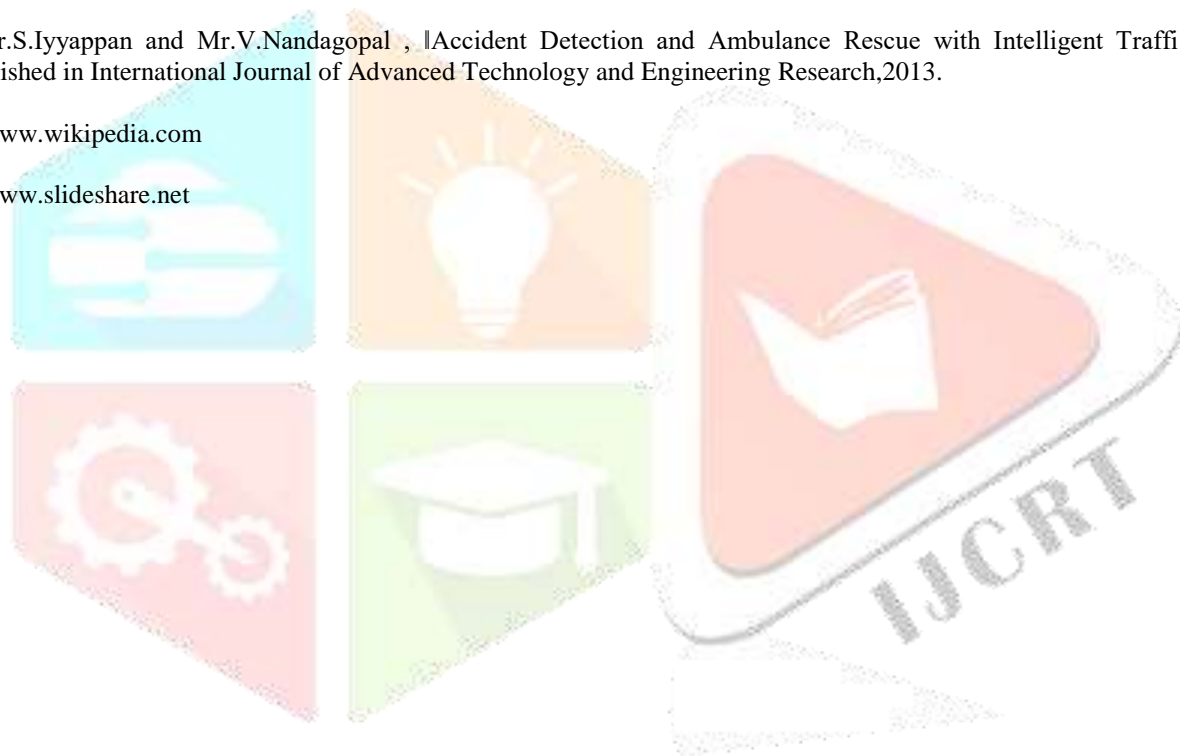 r.S.Iyyappan and Mr.V.Nandagopal , ‖Accident Detection and Ambulance Rescue with Intelligent Traffi
ished in International Journal of Advanced Technology and Engineering Research,2013.
ww.wikipedia.com
ww.slideshare.net
IJCRT